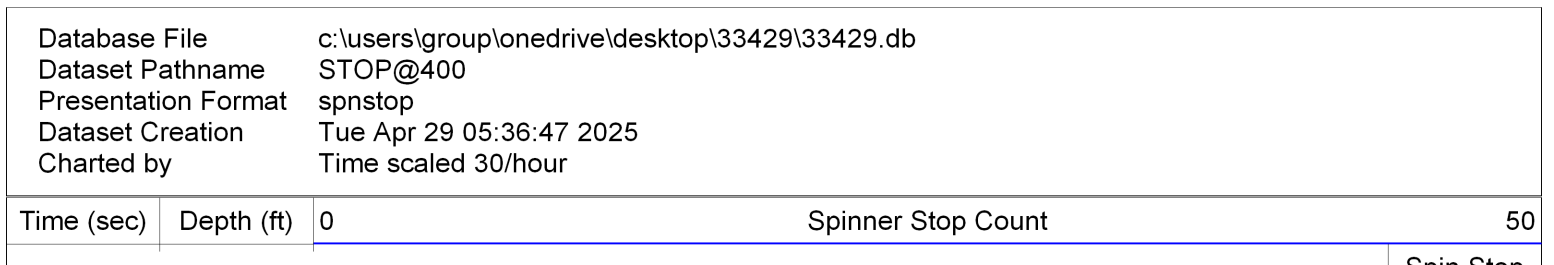 Database File c:\users\group\onedrive\desktop\33429\33429.db
Dataset Pathname STOP@400
Presentation Format spnstop
Dataset Creation Tue Apr 29 05:36:47 2025
Charted by Time scaled 30/hour
Time (sec) Depth (ft) 0 Spinner Stop Count 50
Spin Stop